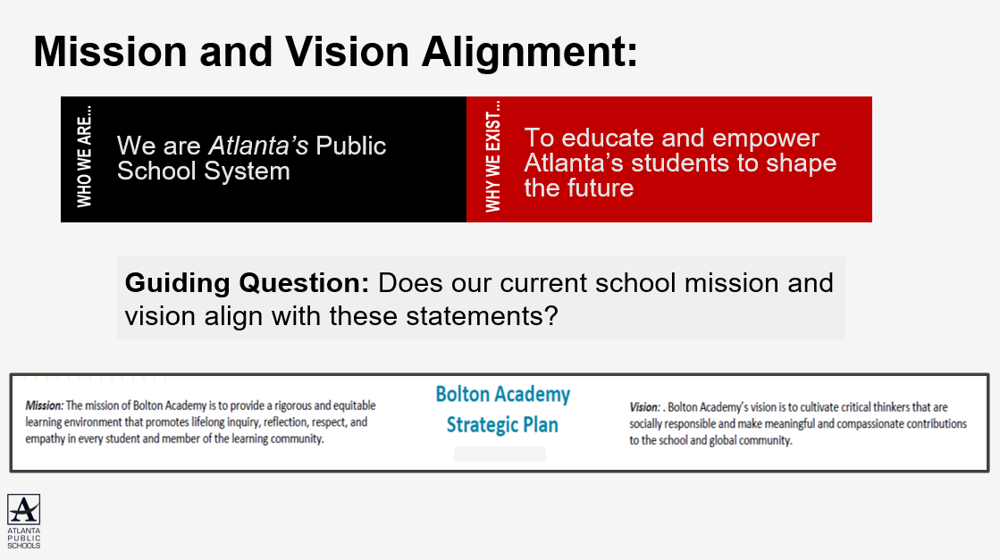 Mission and Vision Alignment:
WHO WE ARE...
We are Atlanta's Public
School System
WHY WE EXIST...
To educate and empower
Atlanta's students to shape
the future
Guiding Question: Does our current school mission and
vision align with these statements?
Mission: The mission of Bolton Academy is to provide a rigorous and equitable
learning environment that promotes lifelong inquiry, reflection, respect, and
empathy in every student and member of the learning community.
Bolton Academy
Strategic Plan
Vision: . Bolton Academy's vision is to cultivate critical thinkers that are
socially responsible and make meaningful and compassionate contributions
to the school and global community.
A
ATLANTA
PUBLIC
SCHOOLS